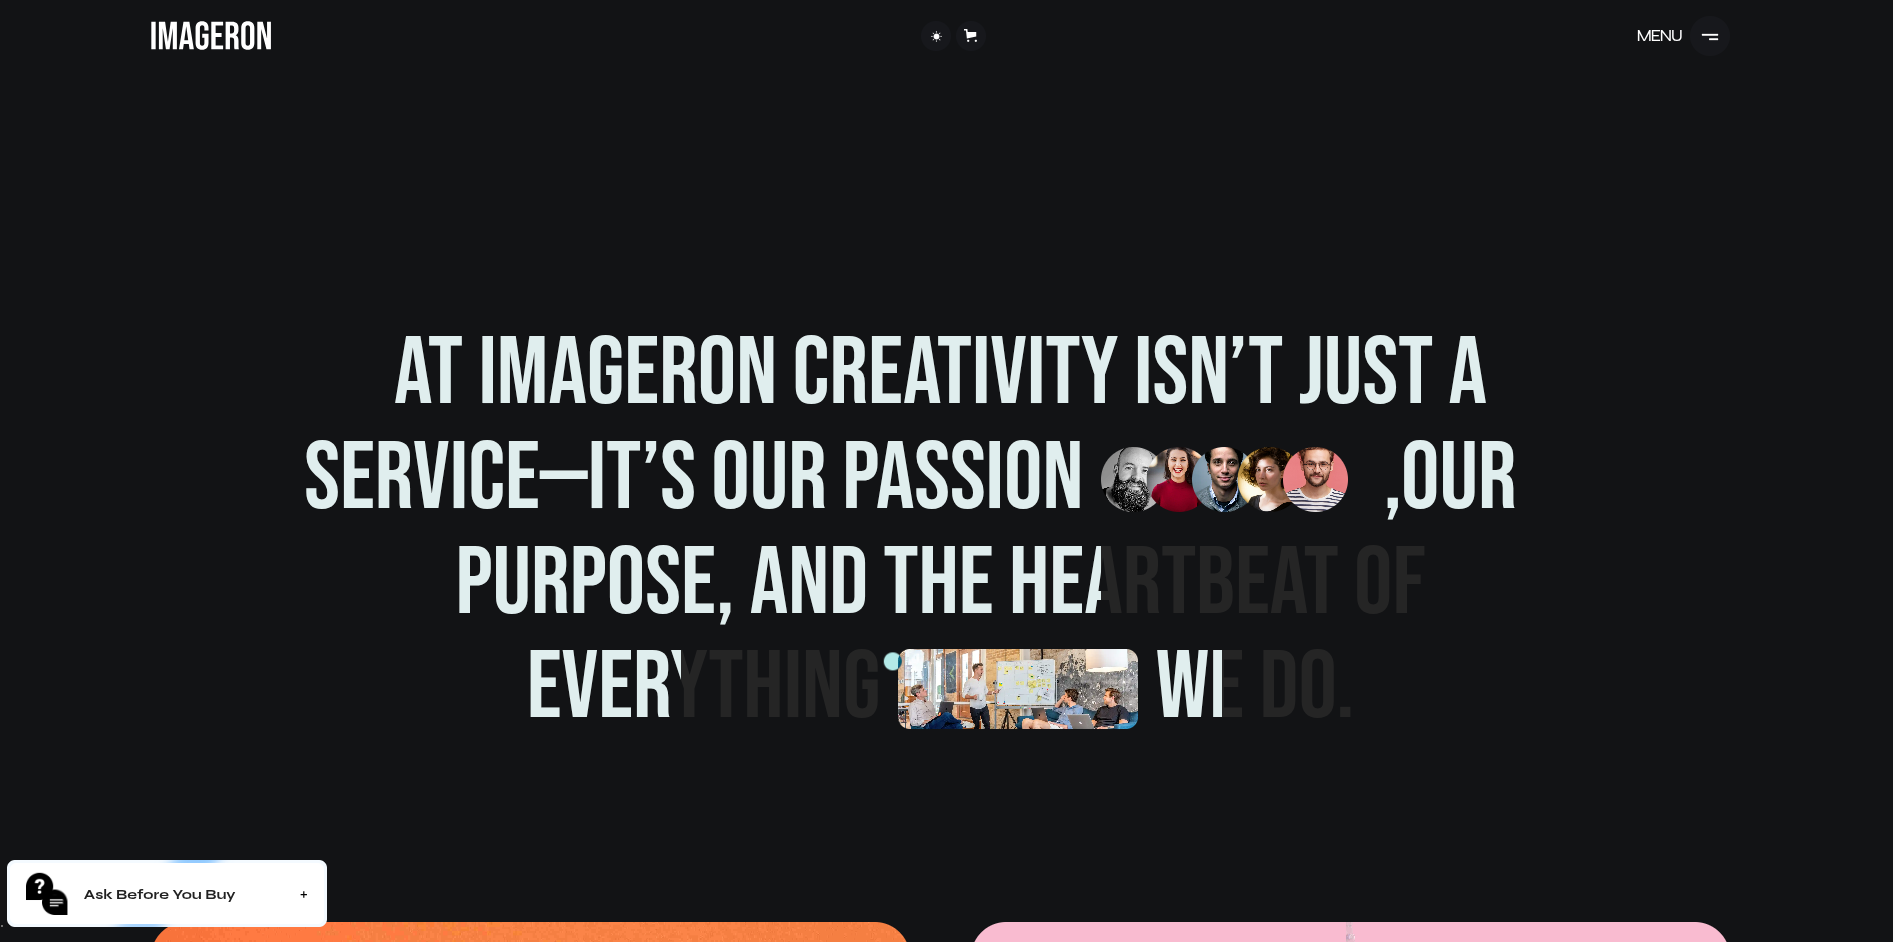 IMAGERON
MENU
AT IMAGERON CREATIVITY ISN’T JUST A
SERVICE—IT’S OUR PASSION ,OUR
PURPOSE, AND THE HEARTBEAT OF
EVERYTHING WE DO.
Ask Before You Buy +